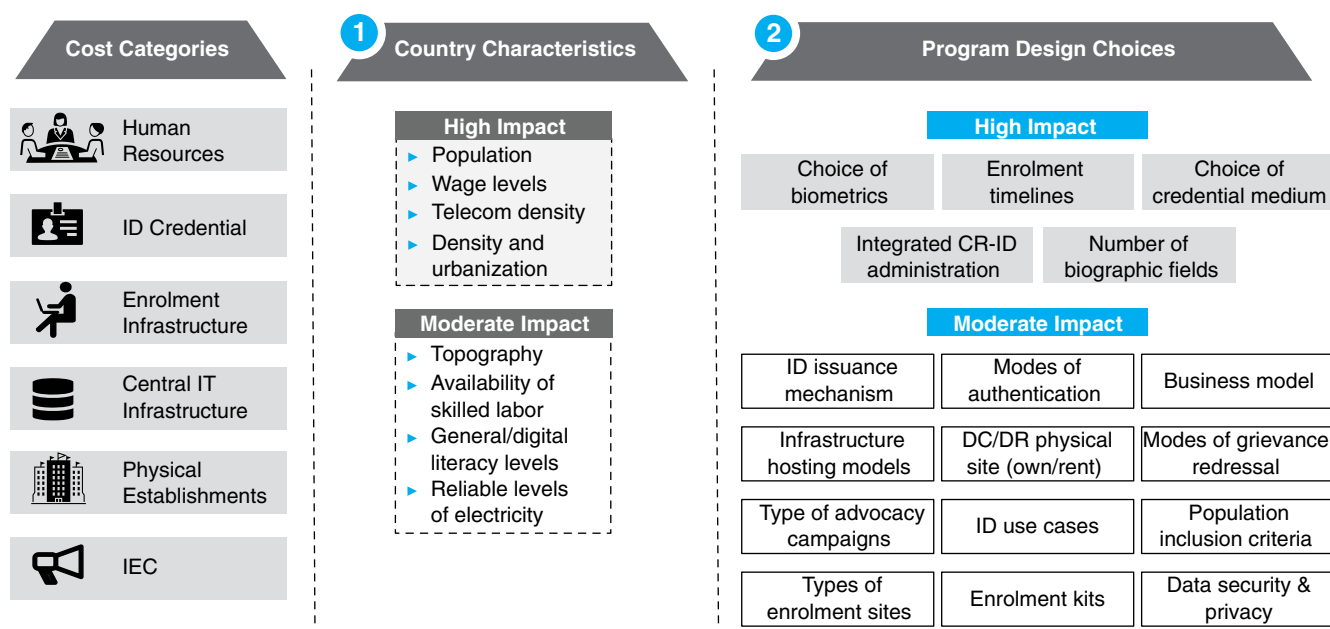 Cost Categories
Human
Resources
ID Credential
Enrolment
Infrastructure
Central IT
Infrastructure
Physical
Establishments
IEC
1
Country Characteristics
High Impact
► Population
► Wage levels
► Telecom density
► Density and
urbanization
Moderate Impact
► Topography
► Availability of
skilled labor
► General/digital
literacy levels
► Reliable levels
of electricity
2
Program Design Choices
High Impact
Choice of
biometrics
Enrolment
timelines
Choice of
credential medium
Integrated CR-ID
administration
Number of
biographic fields
Moderate Impact
ID issuance
mechanism
Modes of
authentication
Business model
Infrastructure
hosting models
DC/DR physical
site (own/rent)
Modes of grievance
redressal
Type of advocacy
campaigns
ID use cases
Population
inclusion criteria
Types of
enrolment sites
Enrolment kits
Data security &
privacy